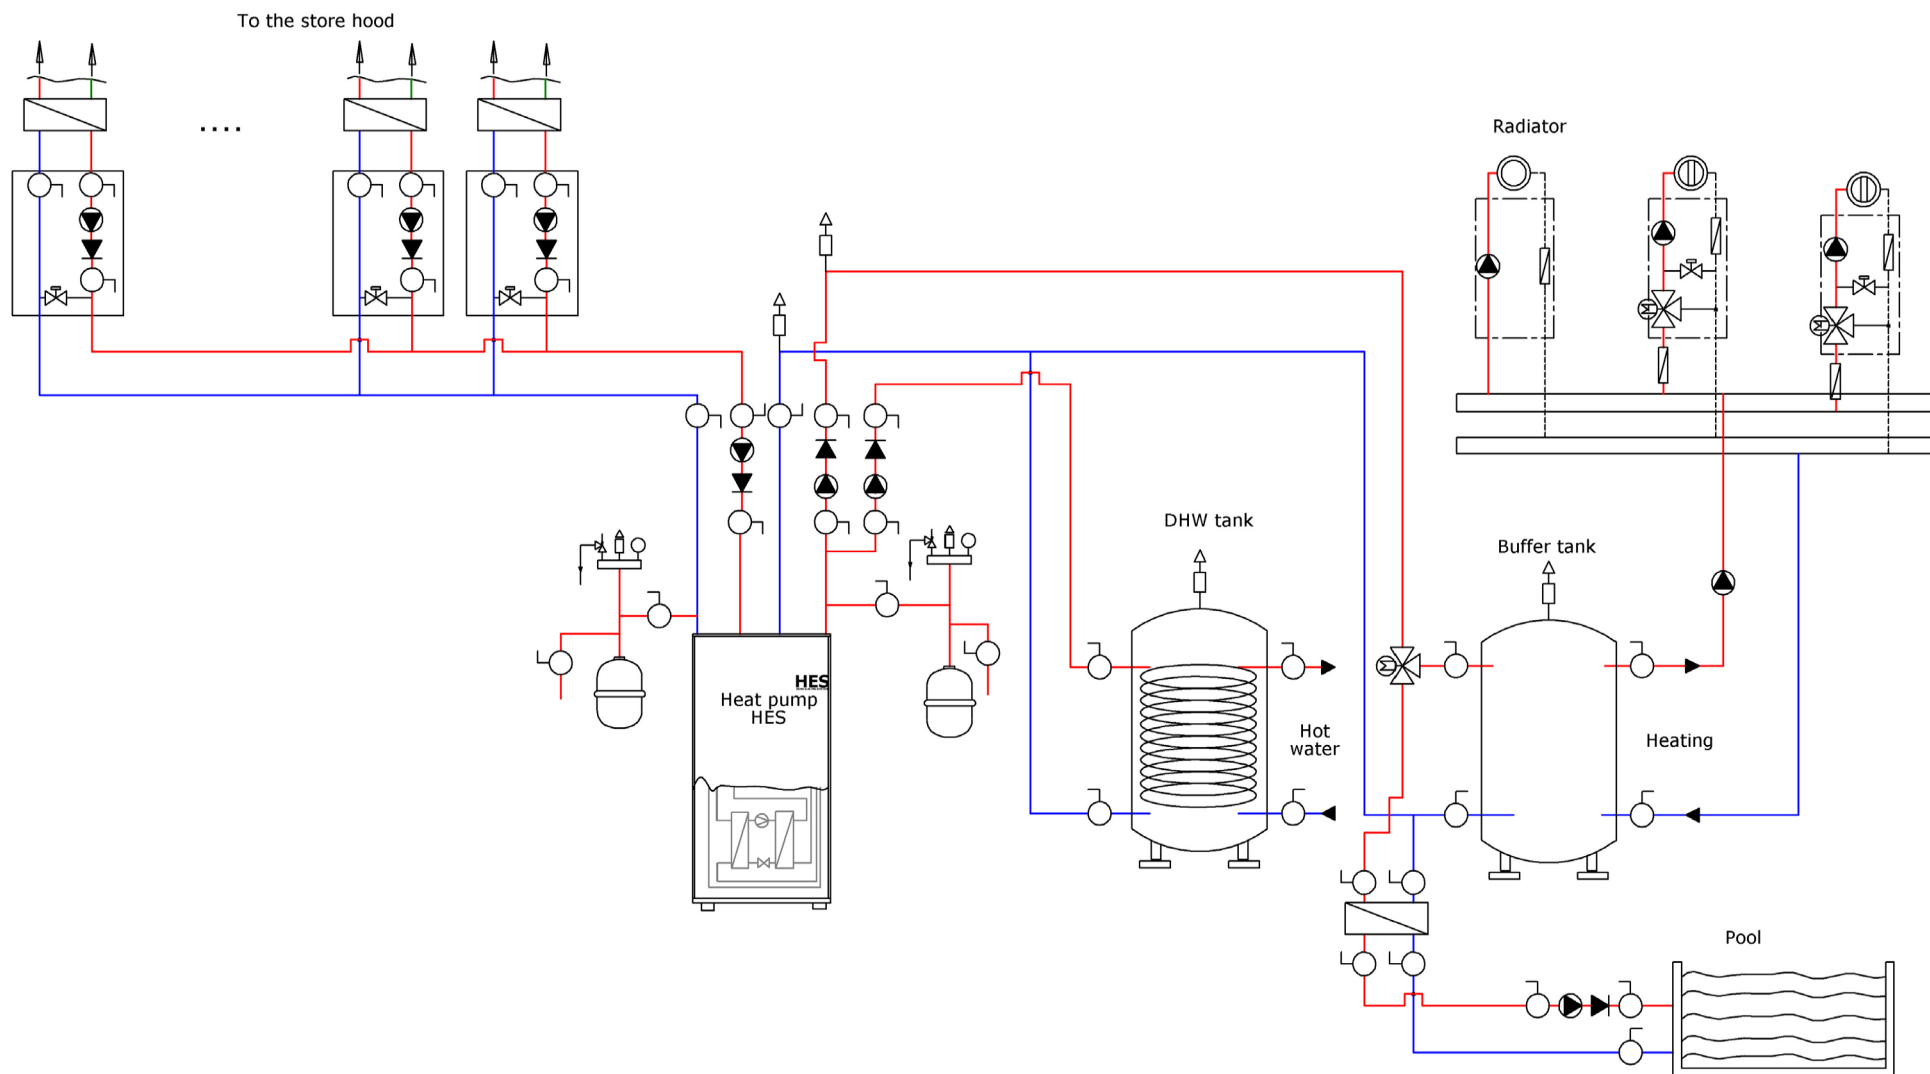 To the store hood
....
Radiator
DHW tank
Buffer tank
HES
Heat pump
HES
Hot
water
Heating
Pool